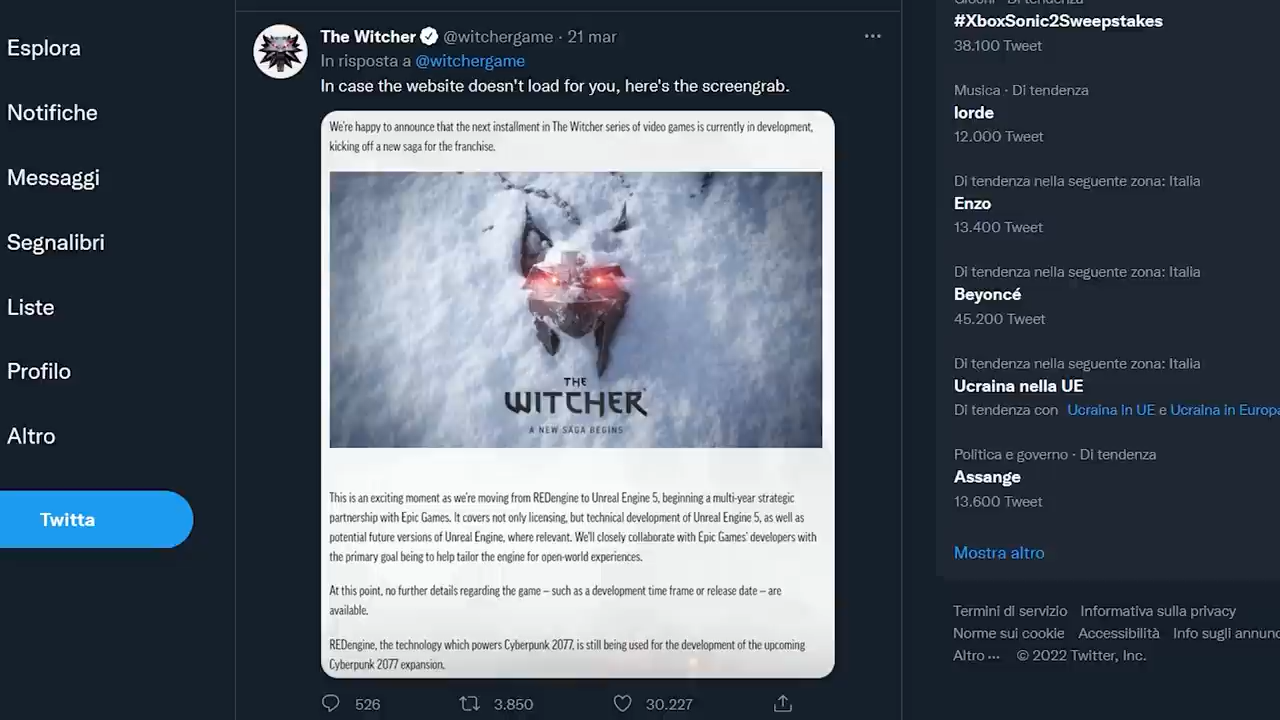 Esplora
Notifiche
Messaggi
Segnalibri
Liste
Profilo
Altro
Twitta
The Witcher @witchergame · 21 mar
In risposta a @witchergame
In case the website doesn't load for you, here's the screengrab.
We're happy to announce that the next installment in The Witcher series of video games is currently in development,
kicking off a new saga for the franchise.
THE
WITCHER
A NEW SAGA BEGINS
This is an exciting moment as we're moving from REDengine to Unreal Engine 5, beginning a multi-year strategic
partnership with Epic Games. It covers not only licensing, but technical development of Unreal Engine 5, as well as
potential future versions of Unreal Engine, where relevant. We'll closely collaborate with Epic Games' developers with
the primary goal being to help tailor the engine for open-world experiences.
At this point, no further details regarding the game – such as a development time frame or release date – are
available.
REDengine, the technology which powers Cyberpunk 2077, is still being used for the development of the upcoming
Cyberpunk 2077 expansion.
526 3.850 30.227
#XboxSonic2Sweepstakes
38.100 Tweet
Musica · Di tendenza
lorde
12.000 Tweet
Di tendenza nella seguente zona: Italia
Enzo
13.400 Tweet
Di tendenza nella seguente zona: Italia
Beyoncé
45.200 Tweet
Di tendenza nella seguente zona: Italia
Ucraina nella UE
Di tendenza con Ucraina in UE e Ucraina in Europa
Politica e governo · Di tendenza
Assange
13.600 Tweet
Mostra altro
Termini di servizio Informativa sulla privacy
Norme sui cookie Accessibilità Info sugli annunc
Altro ··· © 2022 Twitter, Inc.